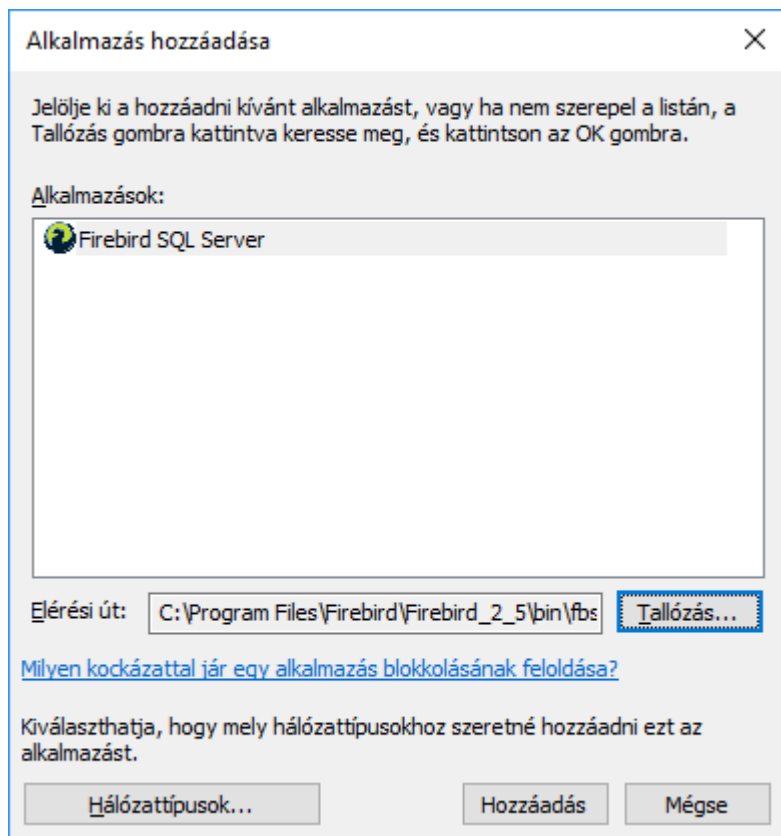 Alkalmazás hozzáadása
Jelölje ki a hozzáadni kívánt alkalmazást, vagy ha nem szerepel a listán, a
Tallózás gombra kattintva keresse meg, és kattintson az OK gombra.
Alkalmazások:
Firebird SQL Server
Elérési út: C:\Program Files\Firebird\Firebird_2_5\bin\fbs Tallózás...
Milyen kockázattal jár egy alkalmazás blokkolásának feloldása?
Kiválaszthatja, hogy mely hálózattípusokhoz szeretné hozzáadni ezt az
alkalmazást.
Hálózattípusok... Hozzáadás Mégse